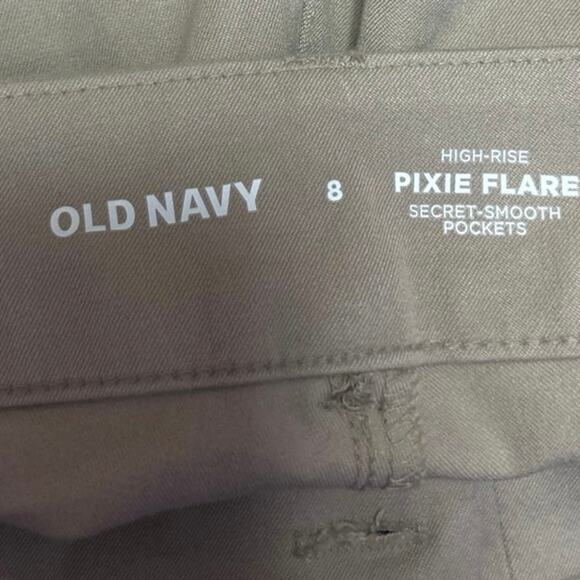 OLD NAVY
8
HIGH-RISE
PIXIE FLARE
SECRET-SMOOTH
POCKETS